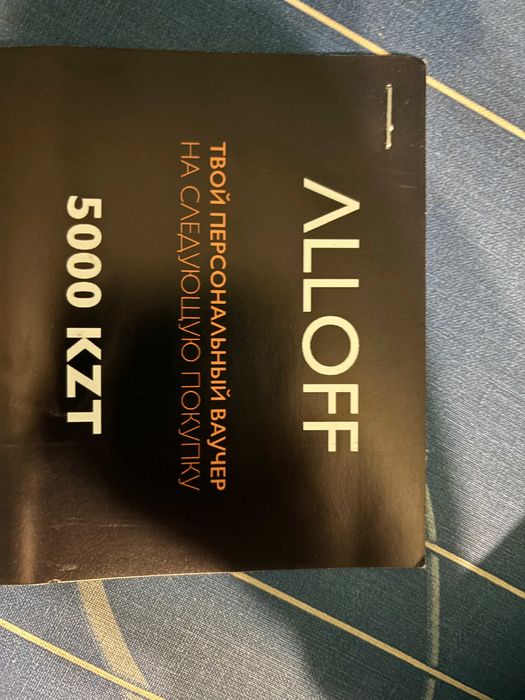 ALLOFF
ТВОЙ ПЕРСОНАЛЬНЫЙ ВАУЧЕР
НА СЛЕДУЮЩУЮ ПОКУПКУ
5000 KZT